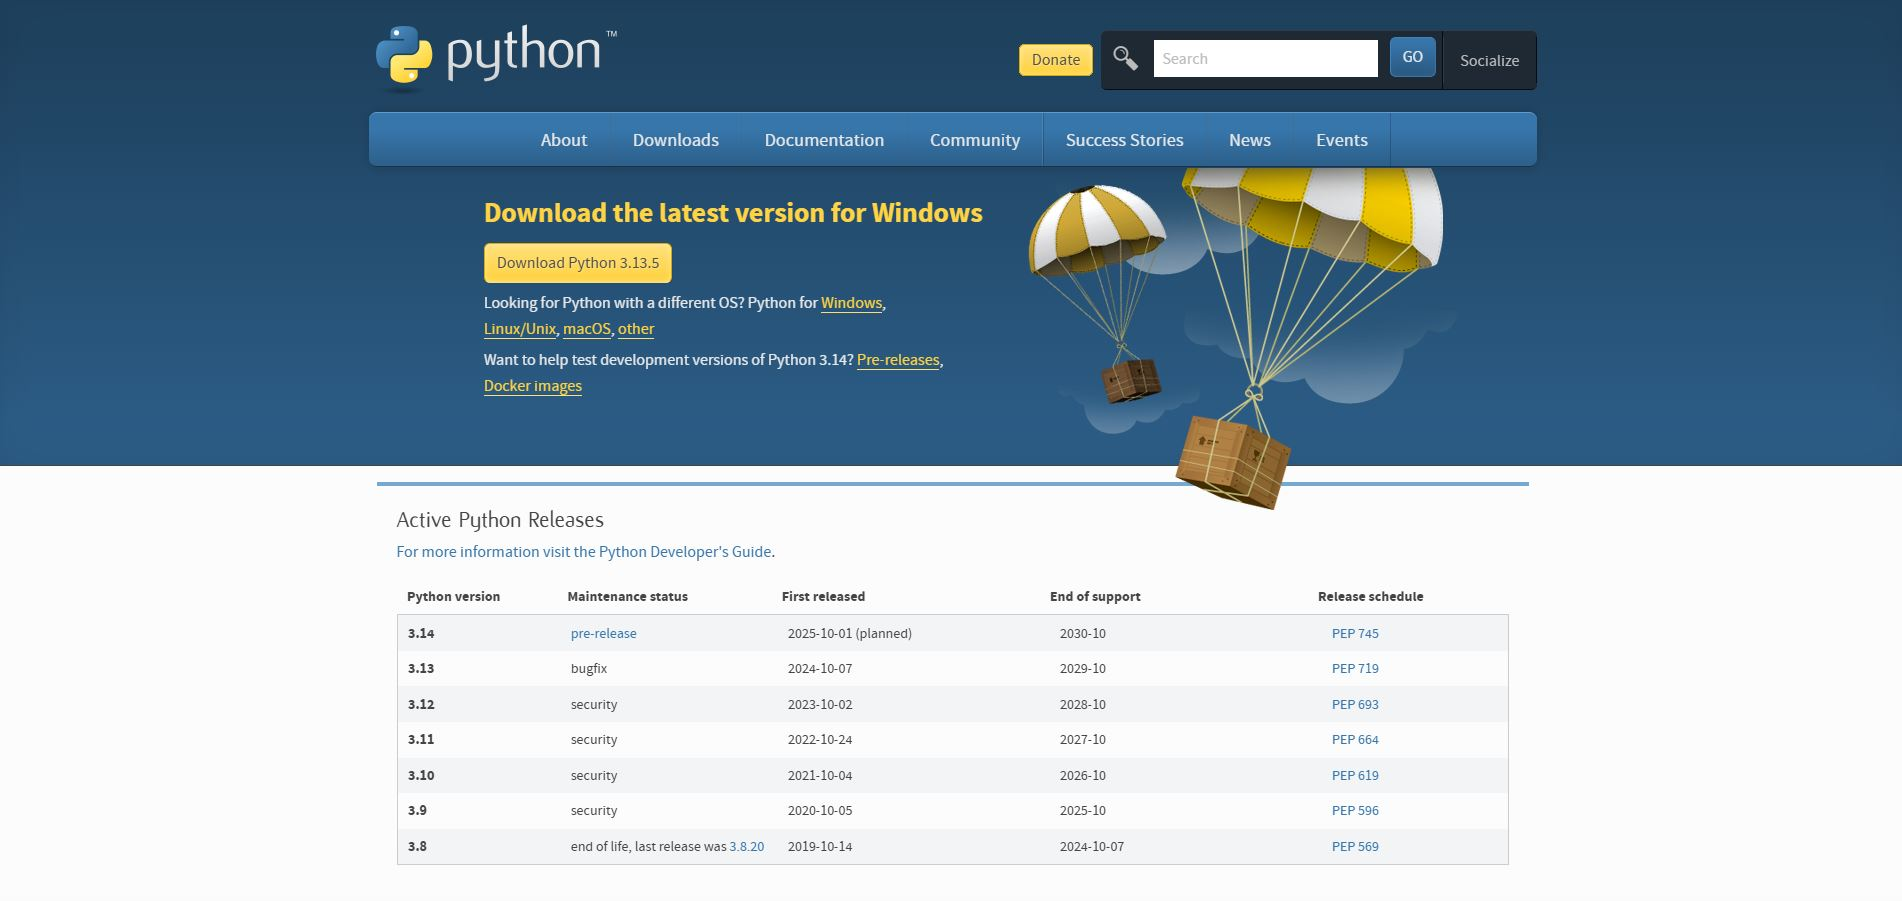 python™
Donate
Search
GO
Socialize
About Downloads Documentation Community Success Stories News Events
Download the latest version for Windows
Download Python 3.13.5
Looking for Python with a different OS? Python for Windows,
Linux/Unix, macOS, other
Want to help test development versions of Python 3.14? Pre-releases,
Docker images
Active Python Releases
For more information visit the Python Developer's Guide.
Python version Maintenance status First released End of support Release schedule
3.14 pre-release 2025-10-01 (planned) 2030-10 PEP 745
3.13 bugfix 2024-10-07 2029-10 PEP 719
3.12 security 2023-10-02 2028-10 PEP 693
3.11 security 2022-10-24 2027-10 PEP 664
3.10 security 2021-10-04 2026-10 PEP 619
3.9 security 2020-10-05 2025-10 PEP 596
3.8 end of life, last release was 3.8.20 2019-10-14 2024-10-07 PEP 569